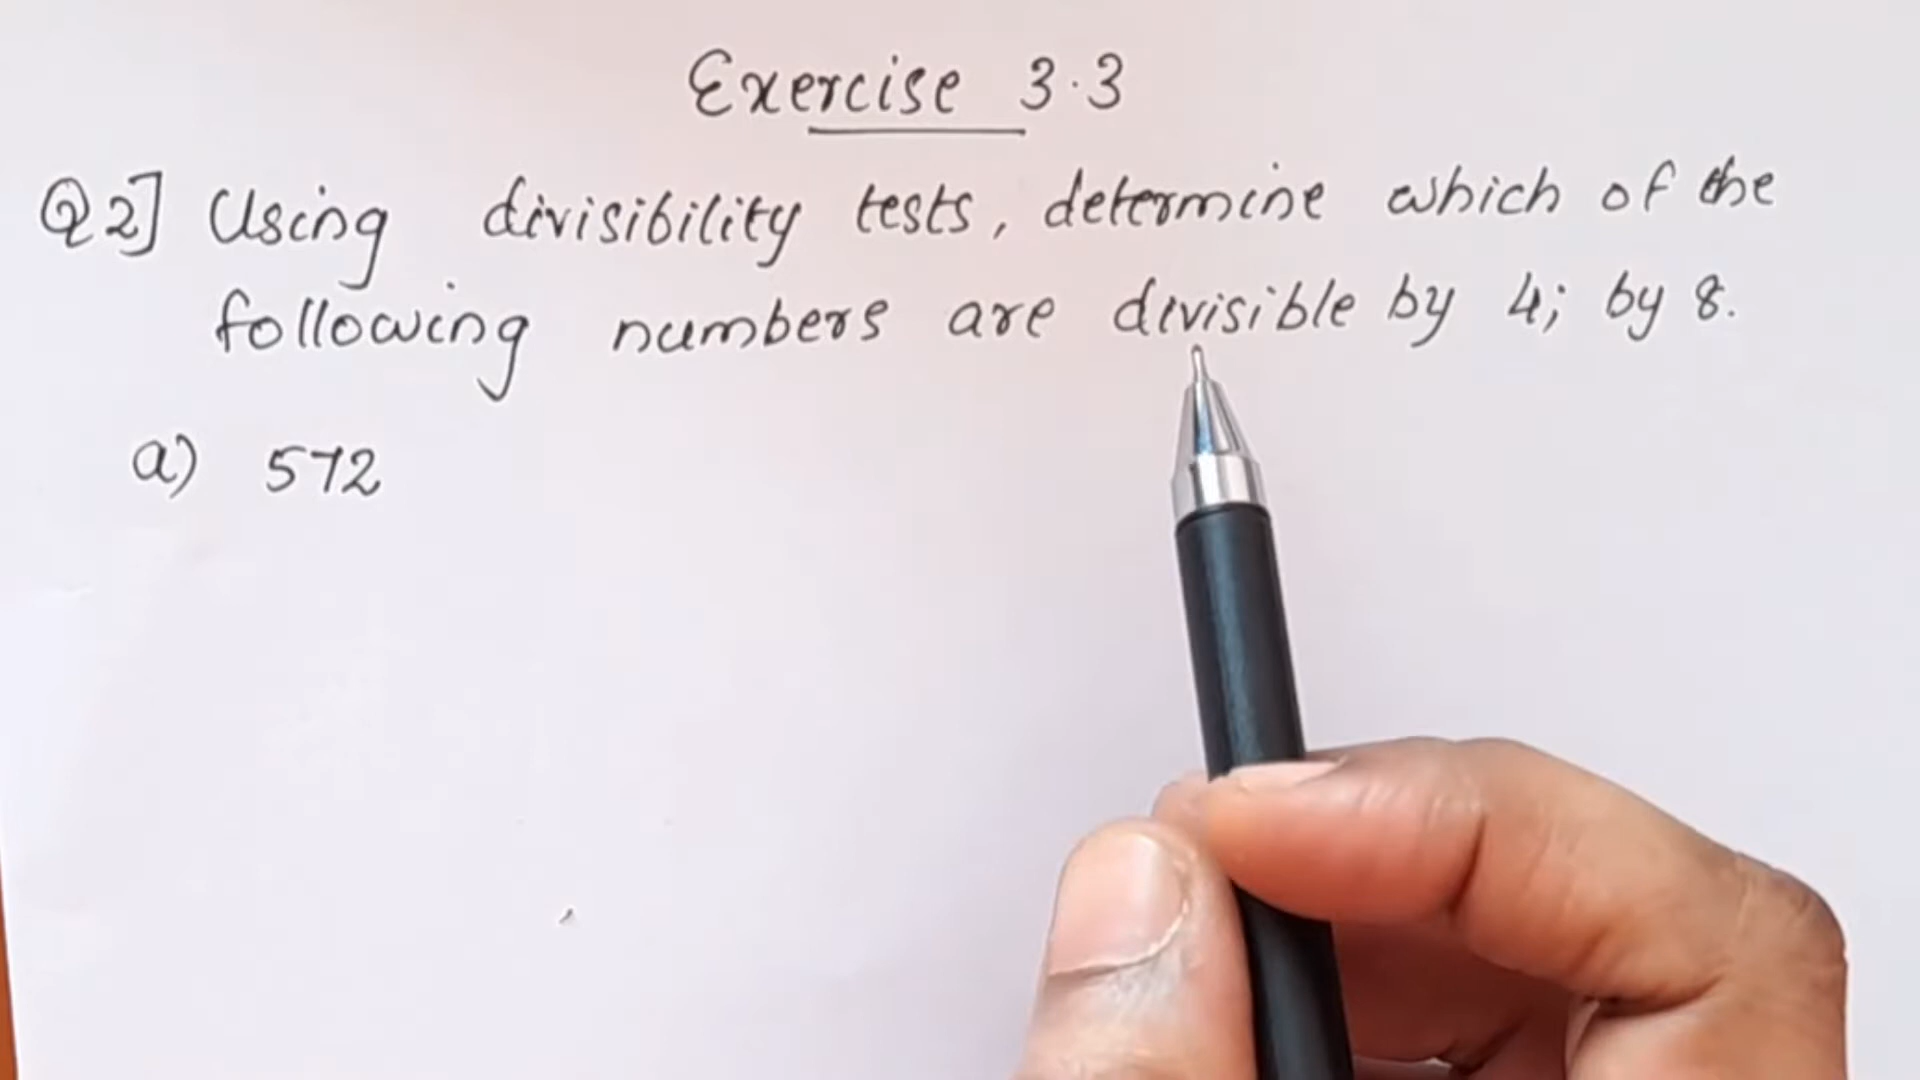 Exercise 3.3
Q2] Using divisibility tests, determine which of the
following numbers are divisible by 4; by 8.
a) 572